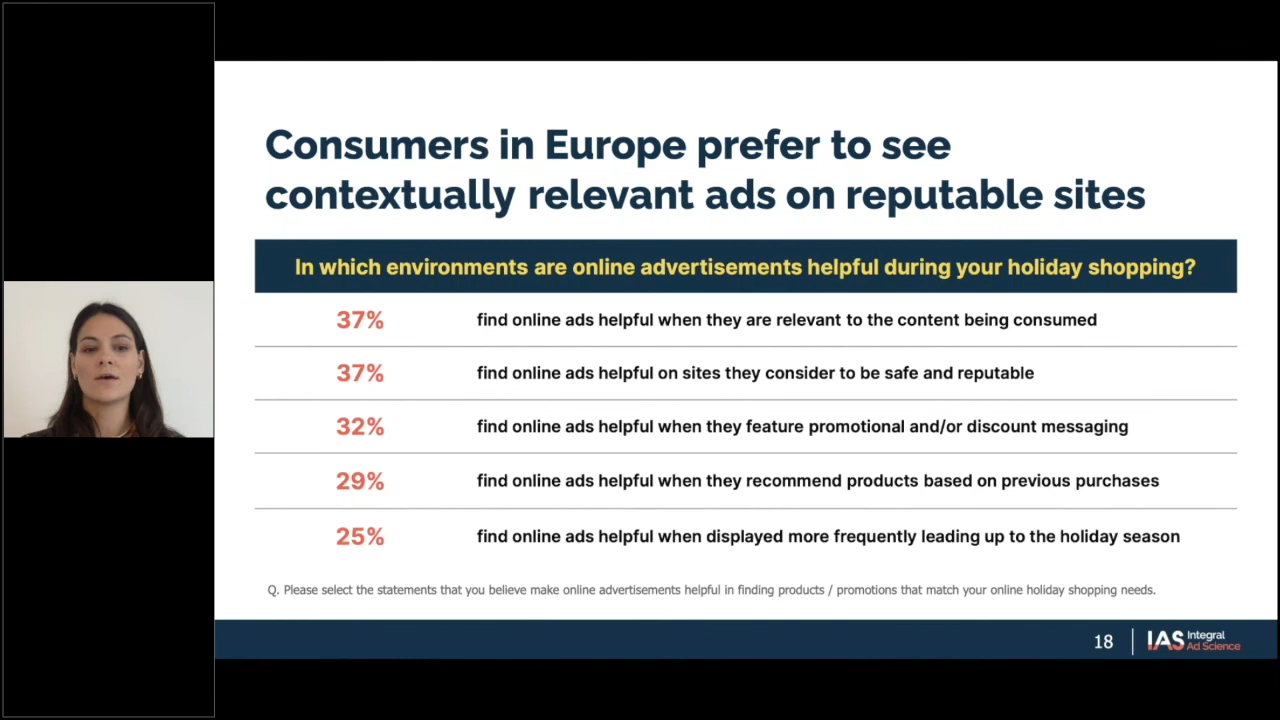 Consumers in Europe prefer to see
contextually relevant ads on reputable sites
In which environments are online advertisements helpful during your holiday shopping?
37% find online ads helpful when they are relevant to the content being consumed
37% find online ads helpful on sites they consider to be safe and reputable
32% find online ads helpful when they feature promotional and/or discount messaging
29% find online ads helpful when they recommend products based on previous purchases
25% find online ads helpful when displayed more frequently leading up to the holiday season
Q. Please select the statements that you believe make online advertisements helpful in finding products / promotions that match your online holiday shopping needs.
18
IAS Integral
Ad Science